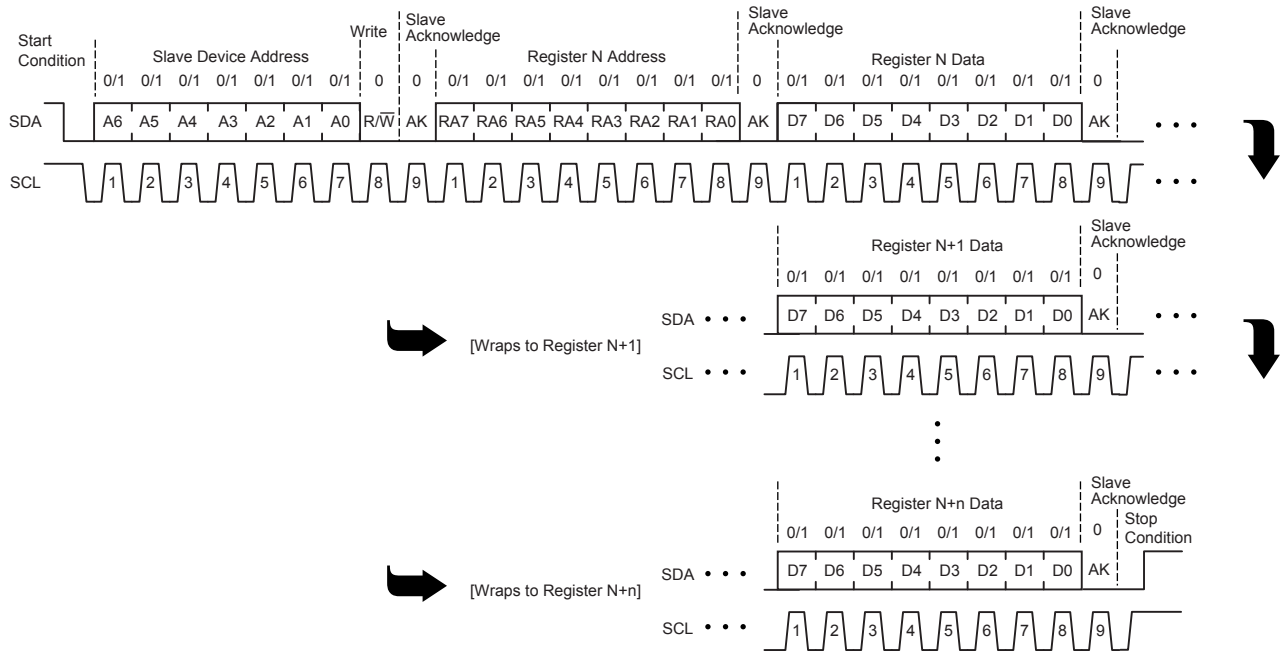 Start
Condition
Slave Device Address
Write
Slave
Acknowledge
Register N Address
Slave
Acknowledge
Register N Data
Slave
Acknowledge
0/1 0/1 0/1 0/1 0/1 0/1 0/1 0 0 0/1 0/1 0/1 0/1 0/1 0/1 0/1 0/1 0 0/1 0/1 0/1 0/1 0/1 0/1 0/1 0/1 0
SDA A6 A5 A4 A3 A2 A1 A0 R/W̅ AK RA7 RA6 RA5 RA4 RA3 RA2 RA1 RA0 AK D7 D6 D5 D4 D3 D2 D1 D0 AK • • •
SCL 1 2 3 4 5 6 7 8 9 1 2 3 4 5 6 7 8 9 1 2 3 4 5 6 7 8 9 • • •
Register N+1 Data
Slave
Acknowledge
0/1 0/1 0/1 0/1 0/1 0/1 0/1 0/1 0
SDA • • • D7 D6 D5 D4 D3 D2 D1 D0 AK • • •
[Wraps to Register N+1]
SCL • • • 1 2 3 4 5 6 7 8 9 • • •
Register N+n Data
Slave
Acknowledge
Stop
Condition
0/1 0/1 0/1 0/1 0/1 0/1 0/1 0/1 0
SDA • • • D7 D6 D5 D4 D3 D2 D1 D0 AK
[Wraps to Register N+n]
SCL • • • 1 2 3 4 5 6 7 8 9